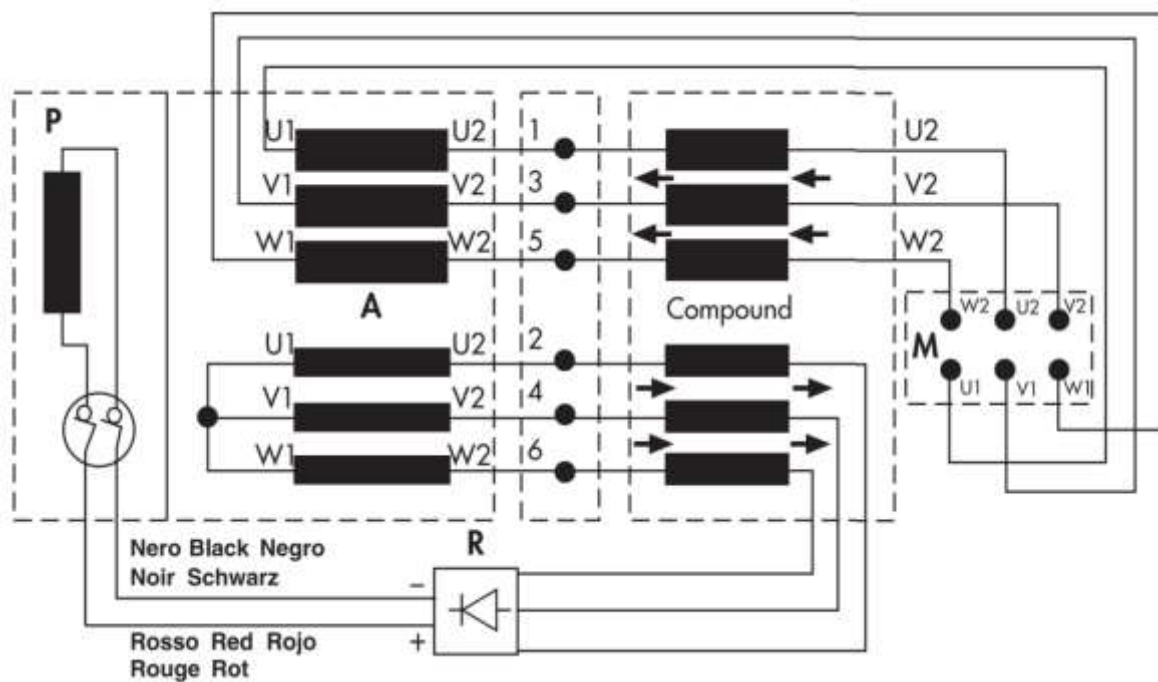 P
U1 U2 1 U2
V1 V2 3 V2
W1 W2 5 W2
A
Compound
W2 U2 V2
M
U1 V1 W1
U1 U2 2
V1 V2 4
W1 W2 6
R
Nero Black Negro
Noir Schwarz
−
+
Rosso Red Rojo
Rouge Rot